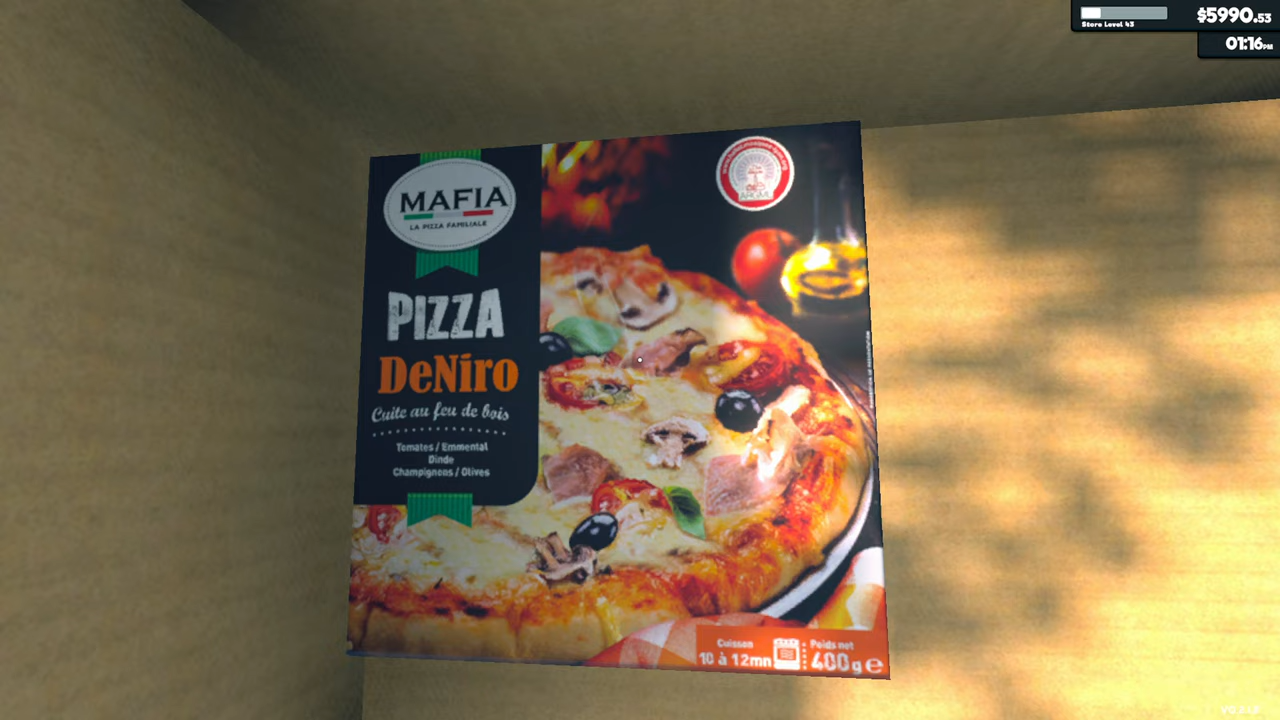 $5990.53
Store Level 43
01:16PM
MAFIA
LA PIZZA FAMILIALE
PIZZA
DeNiro
Cuite au feu de bois
Tomates / Emmental
Dinde
Champignons / Olives
Cuisson
10 à 12mn
Poids net
400g e